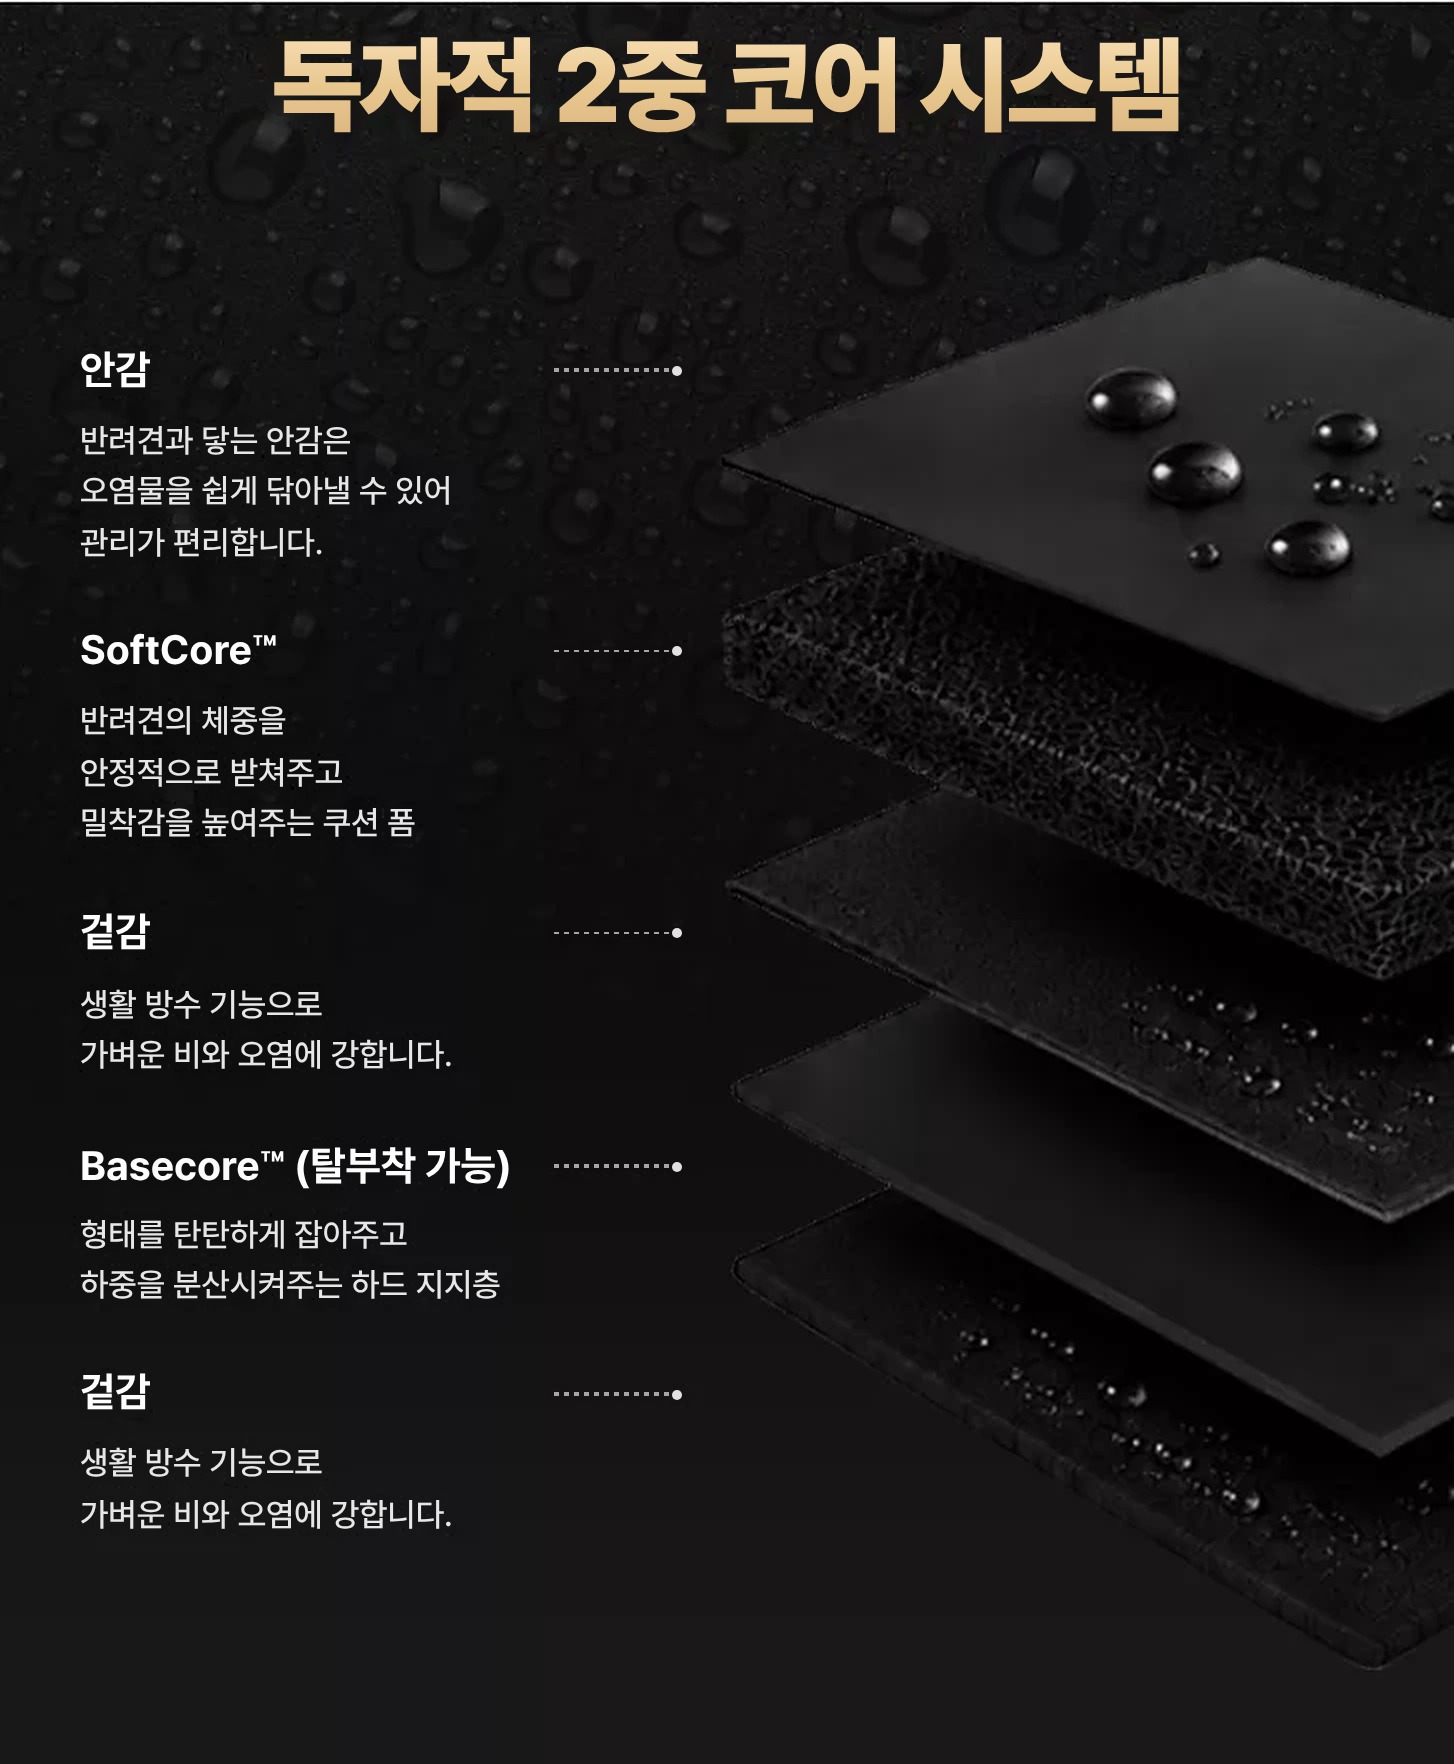 독자적 2중 코어 시스템
안감
반려견과 닿는 안감은
오염물을 쉽게 닦아낼 수 있어
관리가 편리합니다.
SoftCore™
반려견의 체중을
안정적으로 받쳐주고
밀착감을 높여주는 쿠션 폼
겉감
생활 방수 기능으로
가벼운 비와 오염에 강합니다.
Basecore™ (탈부착 가능)
형태를 탄탄하게 잡아주고
하중을 분산시켜주는 하드 지지층
겉감
생활 방수 기능으로
가벼운 비와 오염에 강합니다.